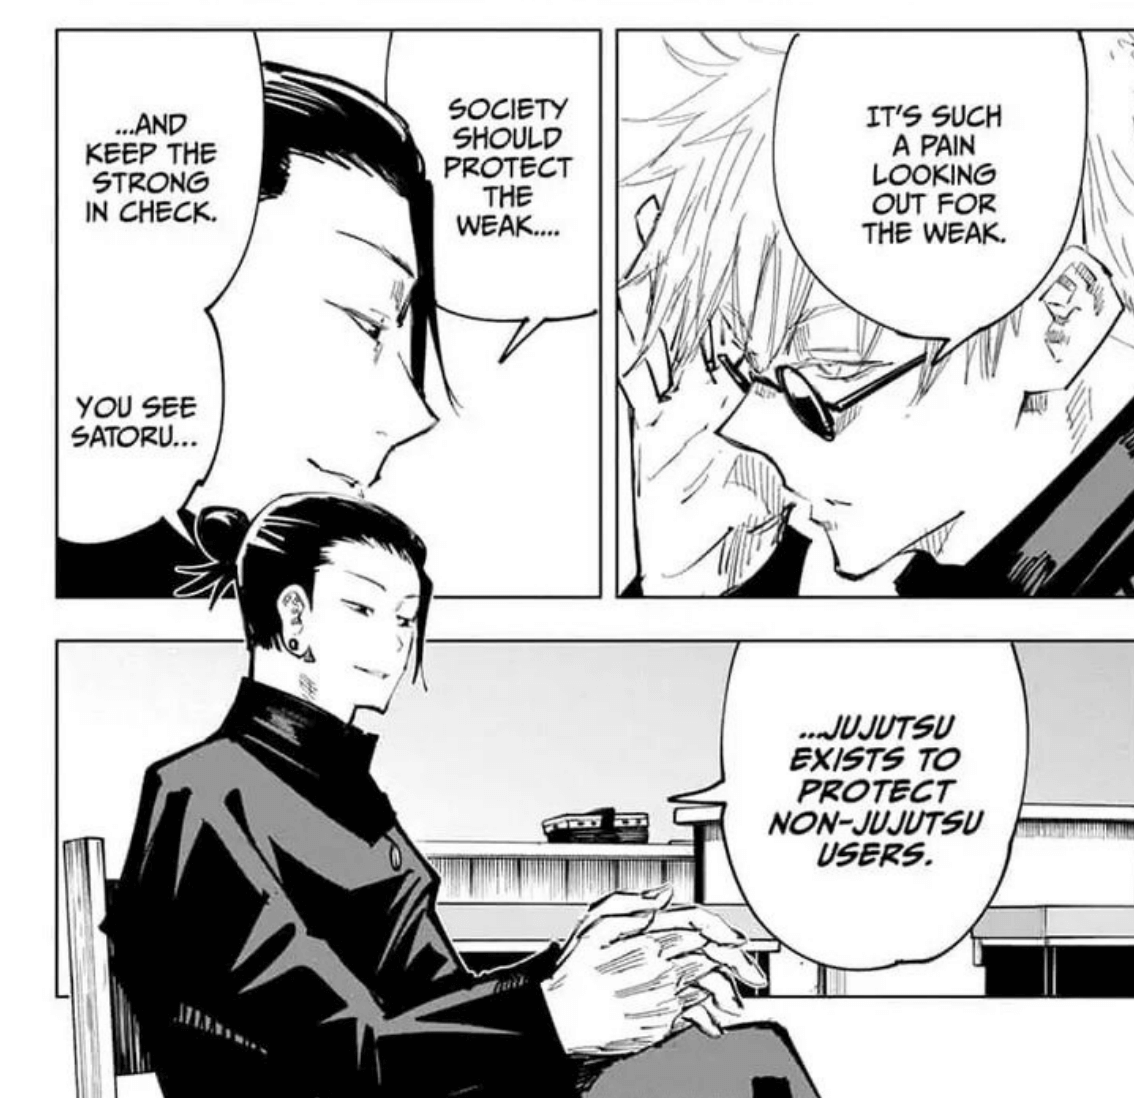 IT'S SUCH
A PAIN
LOOKING
OUT FOR
THE WEAK.
SOCIETY
SHOULD
PROTECT
THE
WEAK....
...AND
KEEP THE
STRONG
IN CHECK.
YOU SEE
SATORU...
...JUJUTSU
EXISTS TO
PROTECT
NON-JUJUTSU
USERS.